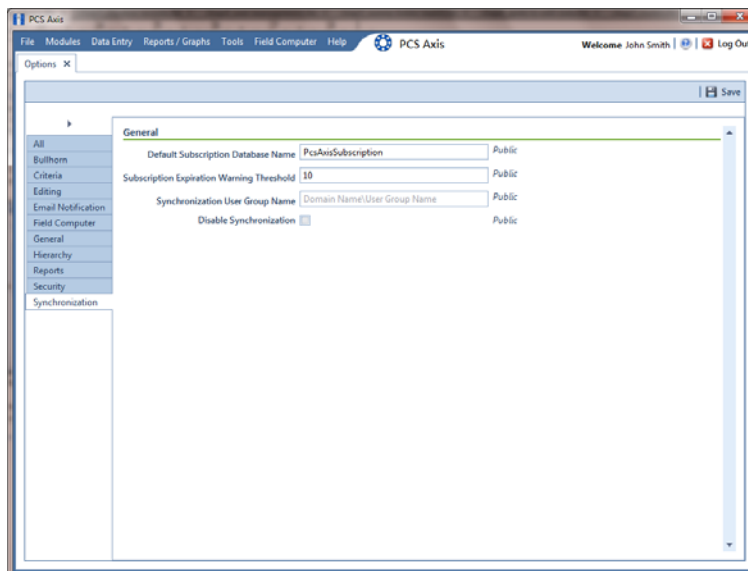 PCS Axis
File Modules Data Entry Reports / Graphs Tools Field Computer Help PCS Axis Welcome John Smith | | Log Out
Options X
| Save
All
Bullhorn
Criteria
Editing
Email Notification
Field Computer
General
Hierarchy
Reports
Security
Synchronization
General
Default Subscription Database Name PcsAxisSubscription Public
Subscription Expiration Warning Threshold 10 Public
Synchronization User Group Name Domain Name\User Group Name Public
Disable Synchronization Public